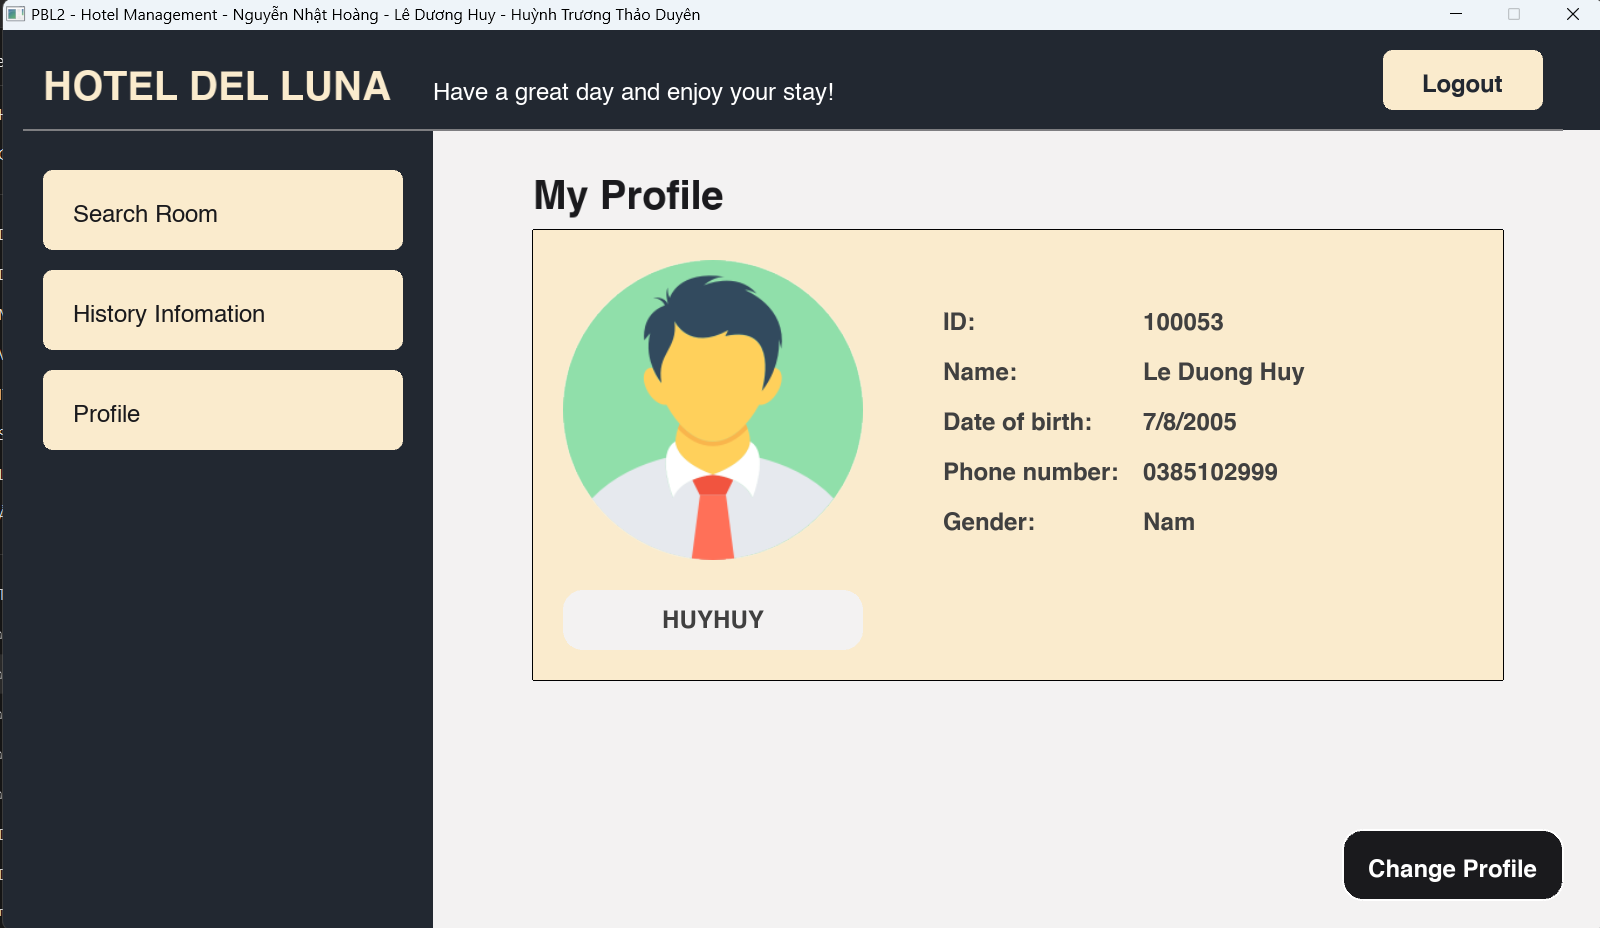 PBL2 - Hotel Management - Nguyễn Nhật Hoàng - Lê Dương Huy - Huỳnh Trương Thảo Duyên
HOTEL DEL LUNA
Have a great day and enjoy your stay!
Logout
Search Room
History Infomation
Profile
My Profile
ID: 100053
Name: Le Duong Huy
Date of birth: 7/8/2005
Phone number: 0385102999
Gender: Nam
HUYHUY
Change Profile